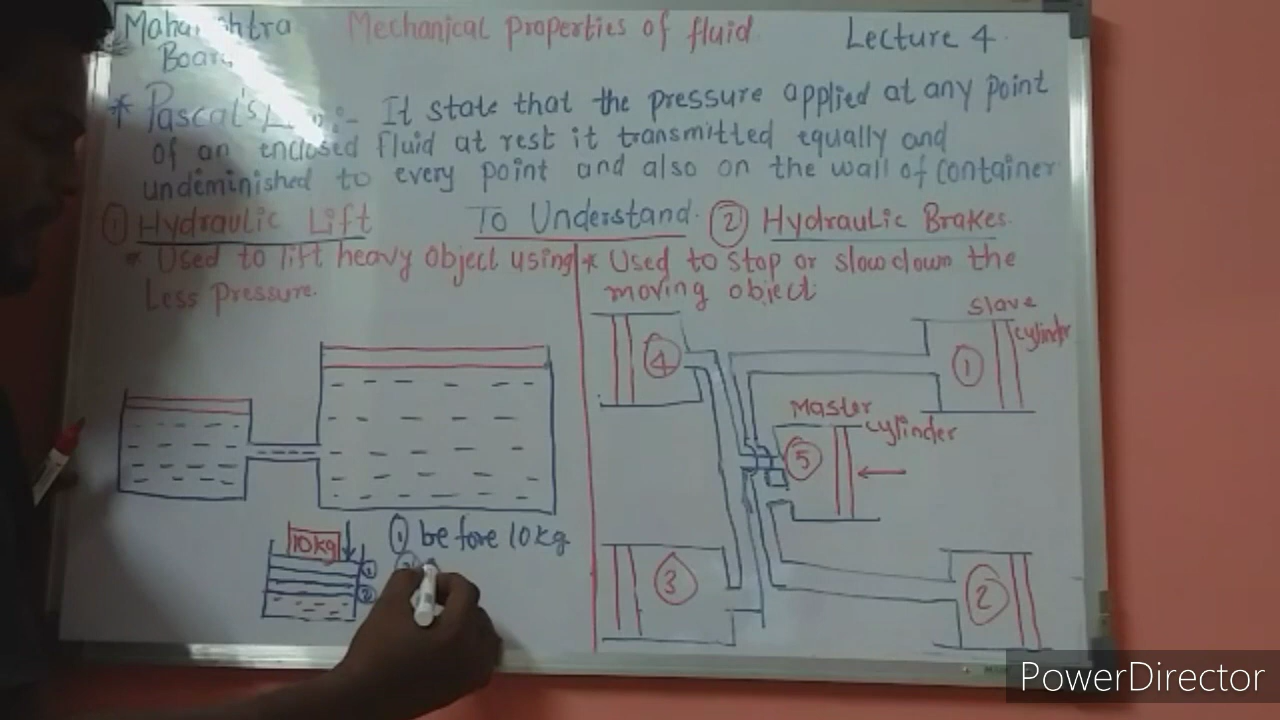 Maharashtra Mechanical properties of fluid Lecture 4
Board
* Pascal's :- It state that the pressure applied at any point
of an enclosed fluid at rest it transmitted equally and
undeminished to every point and also on the wall of container
① Hydraulic Lift To Understand. ② Hydraulic Brakes.
* Used to lift heavy object using
Less pressure.
* Used to stop or slow down the
moving object
Slave
cylinder
④
①
Master
cylinder
⑤
③
②
10kg
① before 10kg
①
②
PowerDirector